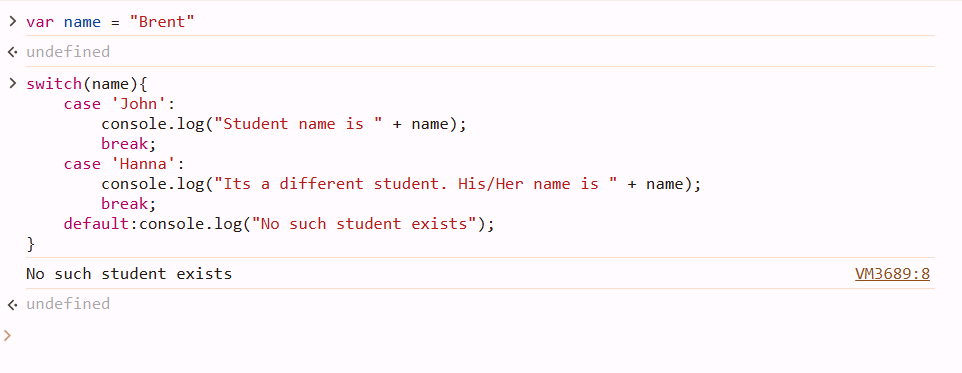 > var name = "Brent"
<· undefined
> switch(name){
    case 'John':
        console.log("Student name is " + name);
        break;
    case 'Hanna':
        console.log("Its a different student. His/Her name is " + name);
        break;
    default:console.log("No such student exists");
}
No such student exists VM3689:8
<· undefined
>